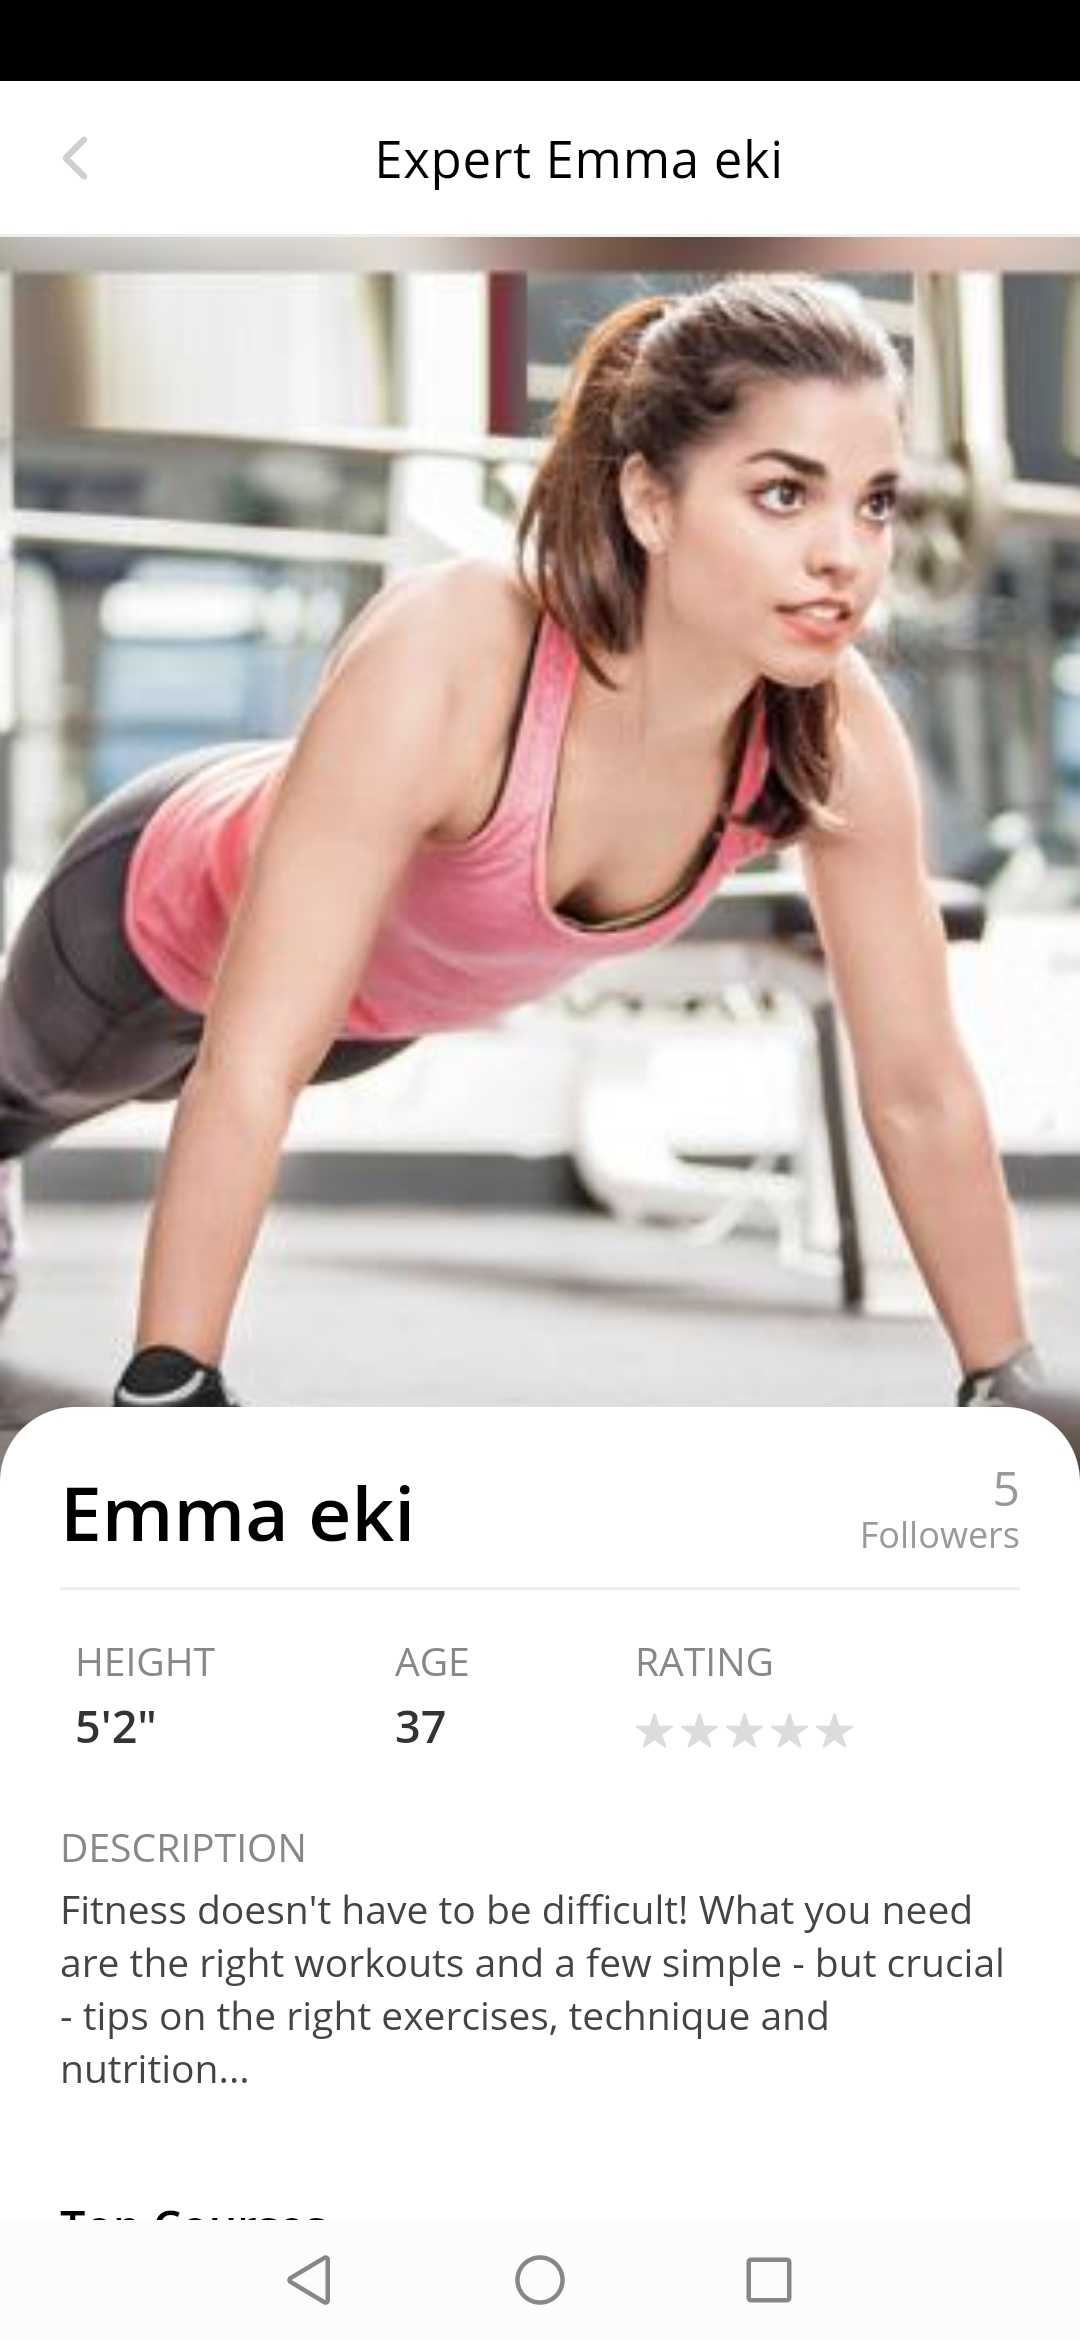 Expert Emma eki
Emma eki
5
Followers
HEIGHT
AGE
RATING
5'2"
37
DESCRIPTION
Fitness doesn't have to be difficult! What you need
are the right workouts and a few simple - but crucial
- tips on the right exercises, technique and
nutrition...
Top Courses